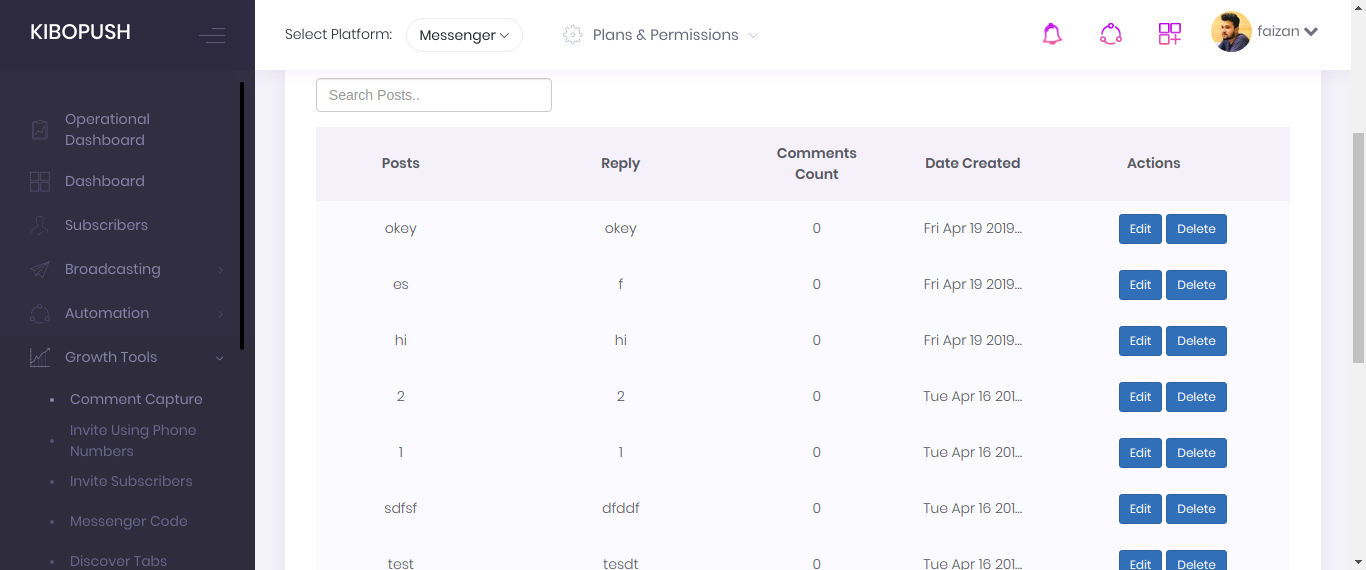 KIBOPUSH
Select Platform: Messenger Plans & Permissions faizan
Operational
Dashboard
Dashboard
Subscribers
Broadcasting
Automation
Growth Tools
Comment Capture
Invite Using Phone
Numbers
Invite Subscribers
Messenger Code
Discover Tabs
Search Posts..
Posts Reply Comments Count Date Created Actions
okey okey 0 Fri Apr 19 2019... Edit Delete
es f 0 Fri Apr 19 2019... Edit Delete
hi hi 0 Fri Apr 19 2019... Edit Delete
2 2 0 Tue Apr 16 201... Edit Delete
1 1 0 Tue Apr 16 201... Edit Delete
sdfsf dfddf 0 Tue Apr 16 201... Edit Delete
test tesdt 0 Tue Apr 16 201... Edit Delete